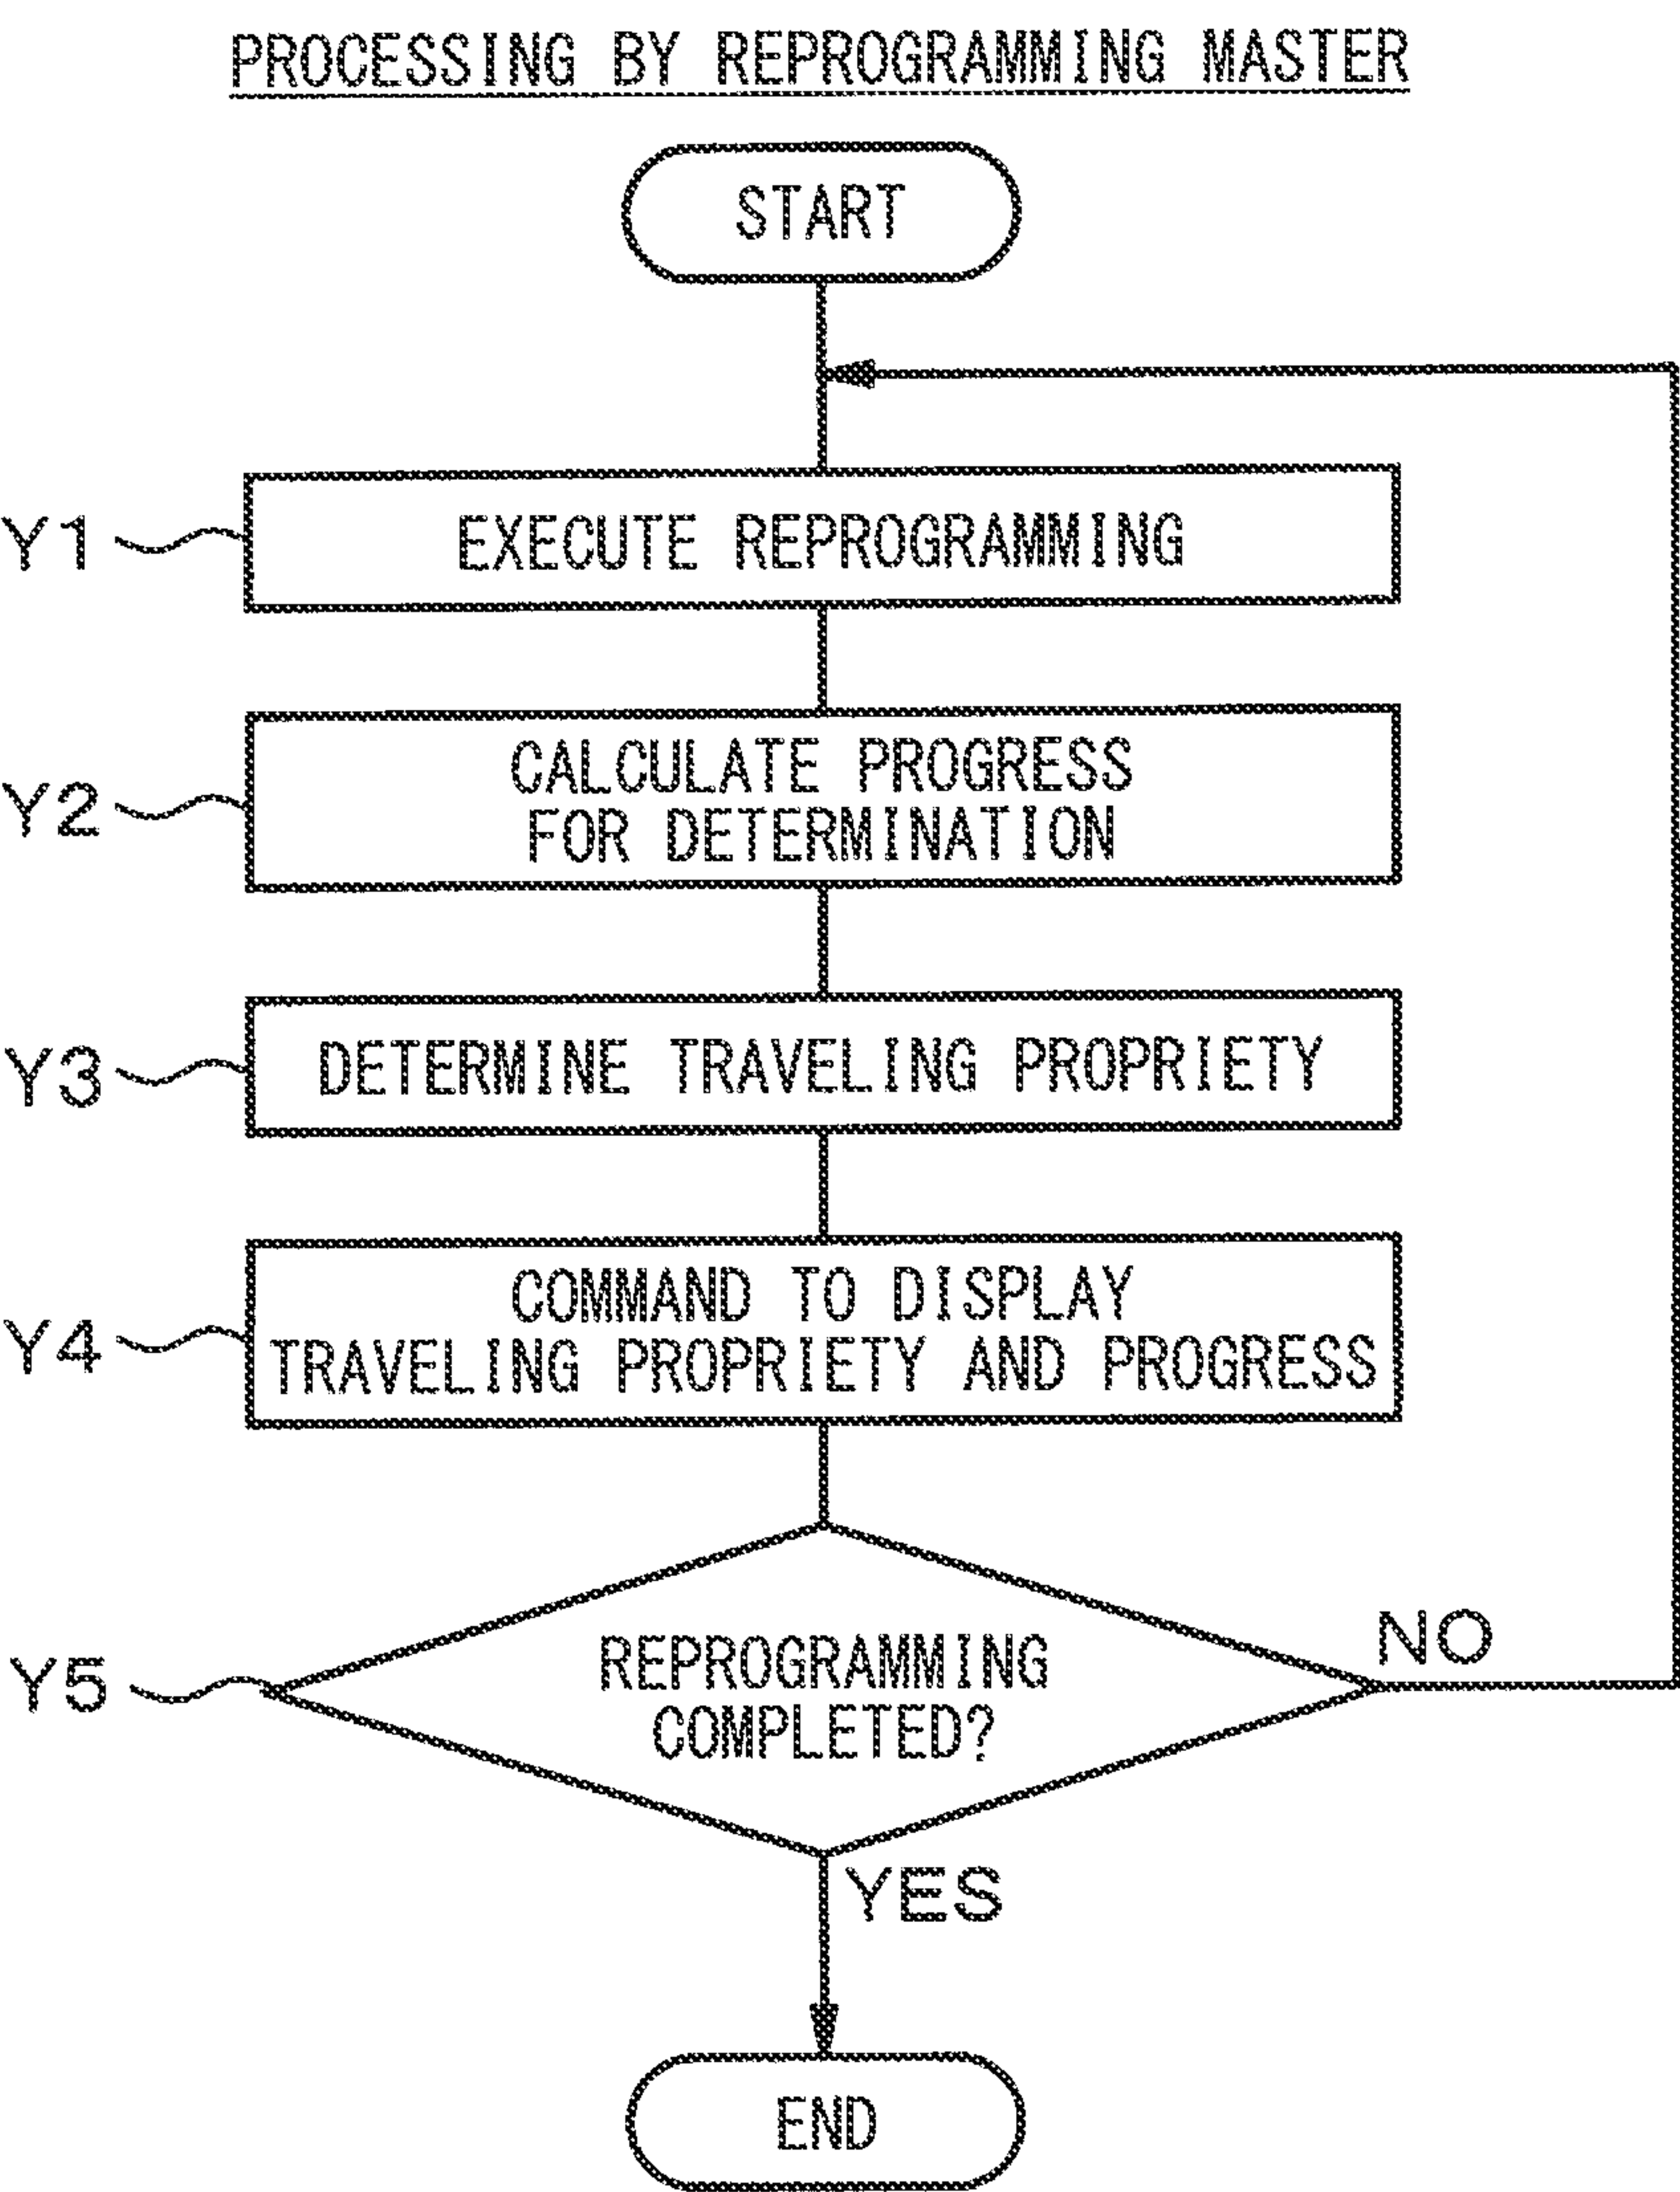 PROCESSING BY REPROGRAMMING MASTER
START
Y1
EXECUTE REPROGRAMMING
Y2
CALCULATE PROGRESS
FOR DETERMINATION
Y3
DETERMINE TRAVELING PROPRIETY
Y4
COMMAND TO DISPLAY
TRAVELING PROPRIETY AND PROGRESS
Y5
REPROGRAMMING
COMPLETED?
NO
YES
END